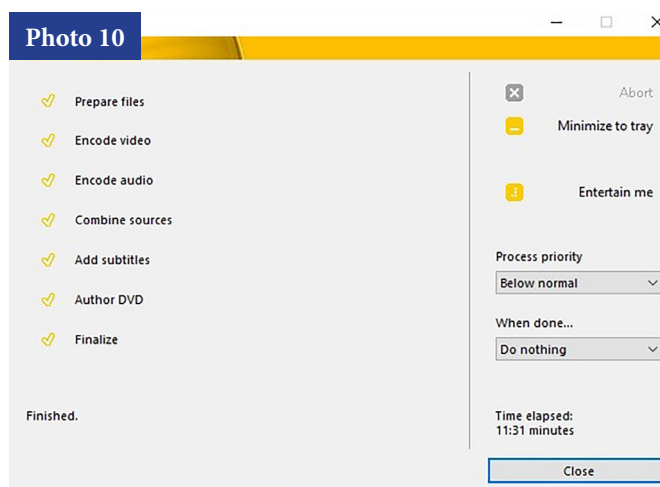 Photo 10
Prepare files
Encode video
Encode audio
Combine sources
Add subtitles
Author DVD
Finalize
Finished.
Abort
Minimize to tray
Entertain me
Process priority
Below normal
When done...
Do nothing
Time elapsed:
11:31 minutes
Close